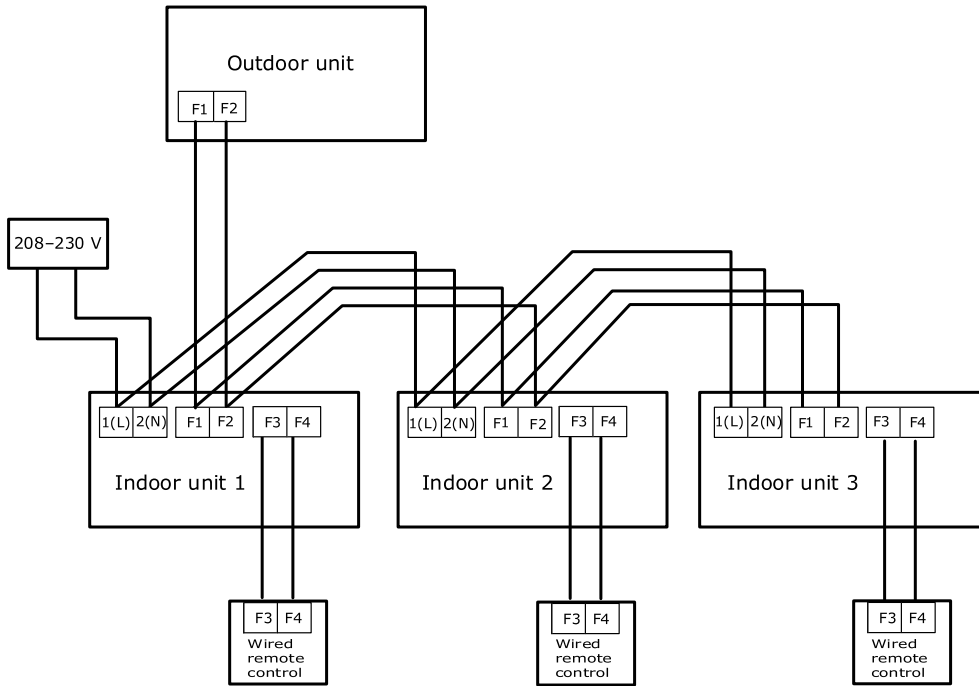 Outdoor unit
F1 F2
208–230 V
1(L) 2(N) F1 F2 F3 F4
Indoor unit 1
1(L) 2(N) F1 F2 F3 F4
Indoor unit 2
1(L) 2(N) F1 F2 F3 F4
Indoor unit 3
F3 F4
Wired
remote
control
F3 F4
Wired
remote
control
F3 F4
Wired
remote
control